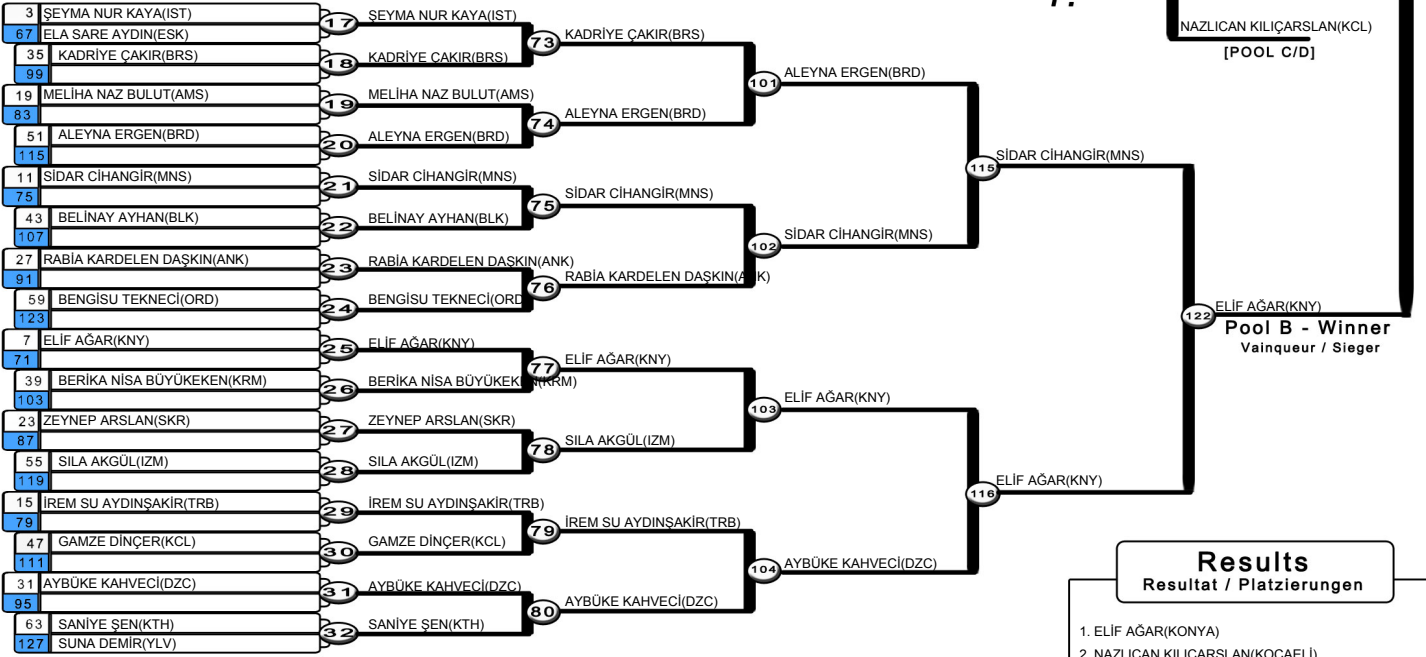 3 ŞEYMA NUR KAYA(IST)
67 ELA SARE AYDIN(ESK)
35 KADRİYE ÇAKIR(BRS)
99
19 MELİHA NAZ BULUT(AMS)
83
51 ALEYNA ERGEN(BRD)
115
11 SİDAR CİHANGİR(MNS)
75
43 BELİNAY AYHAN(BLK)
107
27 RABİA KARDELEN DAŞKIN(ANK)
91
59 BENGİSU TEKNECİ(ORD)
123
7 ELİF AĞAR(KNY)
71
39 BERİKA NİSA BÜYÜKEKEN(KRM)
103
23 ZEYNEP ARSLAN(SKR)
87
55 SILA AKGÜL(IZM)
119
15 İREM SU AYDINŞAKİR(TRB)
79
47 GAMZE DİNÇER(KCL)
111
31 AYBÜKE KAHVECİ(DZC)
95
63 SANİYE ŞEN(KTH)
127 SUNA DEMİR(YLV)
17 ŞEYMA NUR KAYA(IST)
18 KADRİYE ÇAKIR(BRS)
19 MELİHA NAZ BULUT(AMS)
20 ALEYNA ERGEN(BRD)
21 SİDAR CİHANGİR(MNS)
22 BELİNAY AYHAN(BLK)
23 RABİA KARDELEN DAŞKIN(ANK)
24 BENGİSU TEKNECİ(ORD
25 ELİF AĞAR(KNY)
26 BERİKA NİSA BÜYÜKEKEN(KRM)
27 ZEYNEP ARSLAN(SKR)
28 SILA AKGÜL(IZM)
29 İREM SU AYDINŞAKİR(TRB)
30 GAMZE DİNÇER(KCL)
31 AYBÜKE KAHVECİ(DZC)
32 SANİYE ŞEN(KTH)
73 KADRİYE ÇAKIR(BRS)
74 ALEYNA ERGEN(BRD)
75 SİDAR CİHANGİR(MNS)
76 RABİA KARDELEN DAŞKIN(ANK)
77 ELİF AĞAR(KNY)
78 SILA AKGÜL(IZM)
79 İREM SU AYDINŞAKİR(TRB)
80 AYBÜKE KAHVECİ(DZC)
101 ALEYNA ERGEN(BRD)
102 SİDAR CİHANGİR(MNS)
103 ELİF AĞAR(KNY)
104 AYBÜKE KAHVECİ(DZC)
115 SİDAR CİHANGİR(MNS)
116 ELİF AĞAR(KNY)
122 ELİF AĞAR(KNY)
Pool B - Winner
Vainqueur / Sieger
NAZLICAN KILIÇARSLAN(KCL)
[POOL C/D]
Results
Resultat / Platzierungen
1. ELİF AĞAR(KONYA)
2. NAZLICAN KILIÇARSLAN(KOCAELİ)